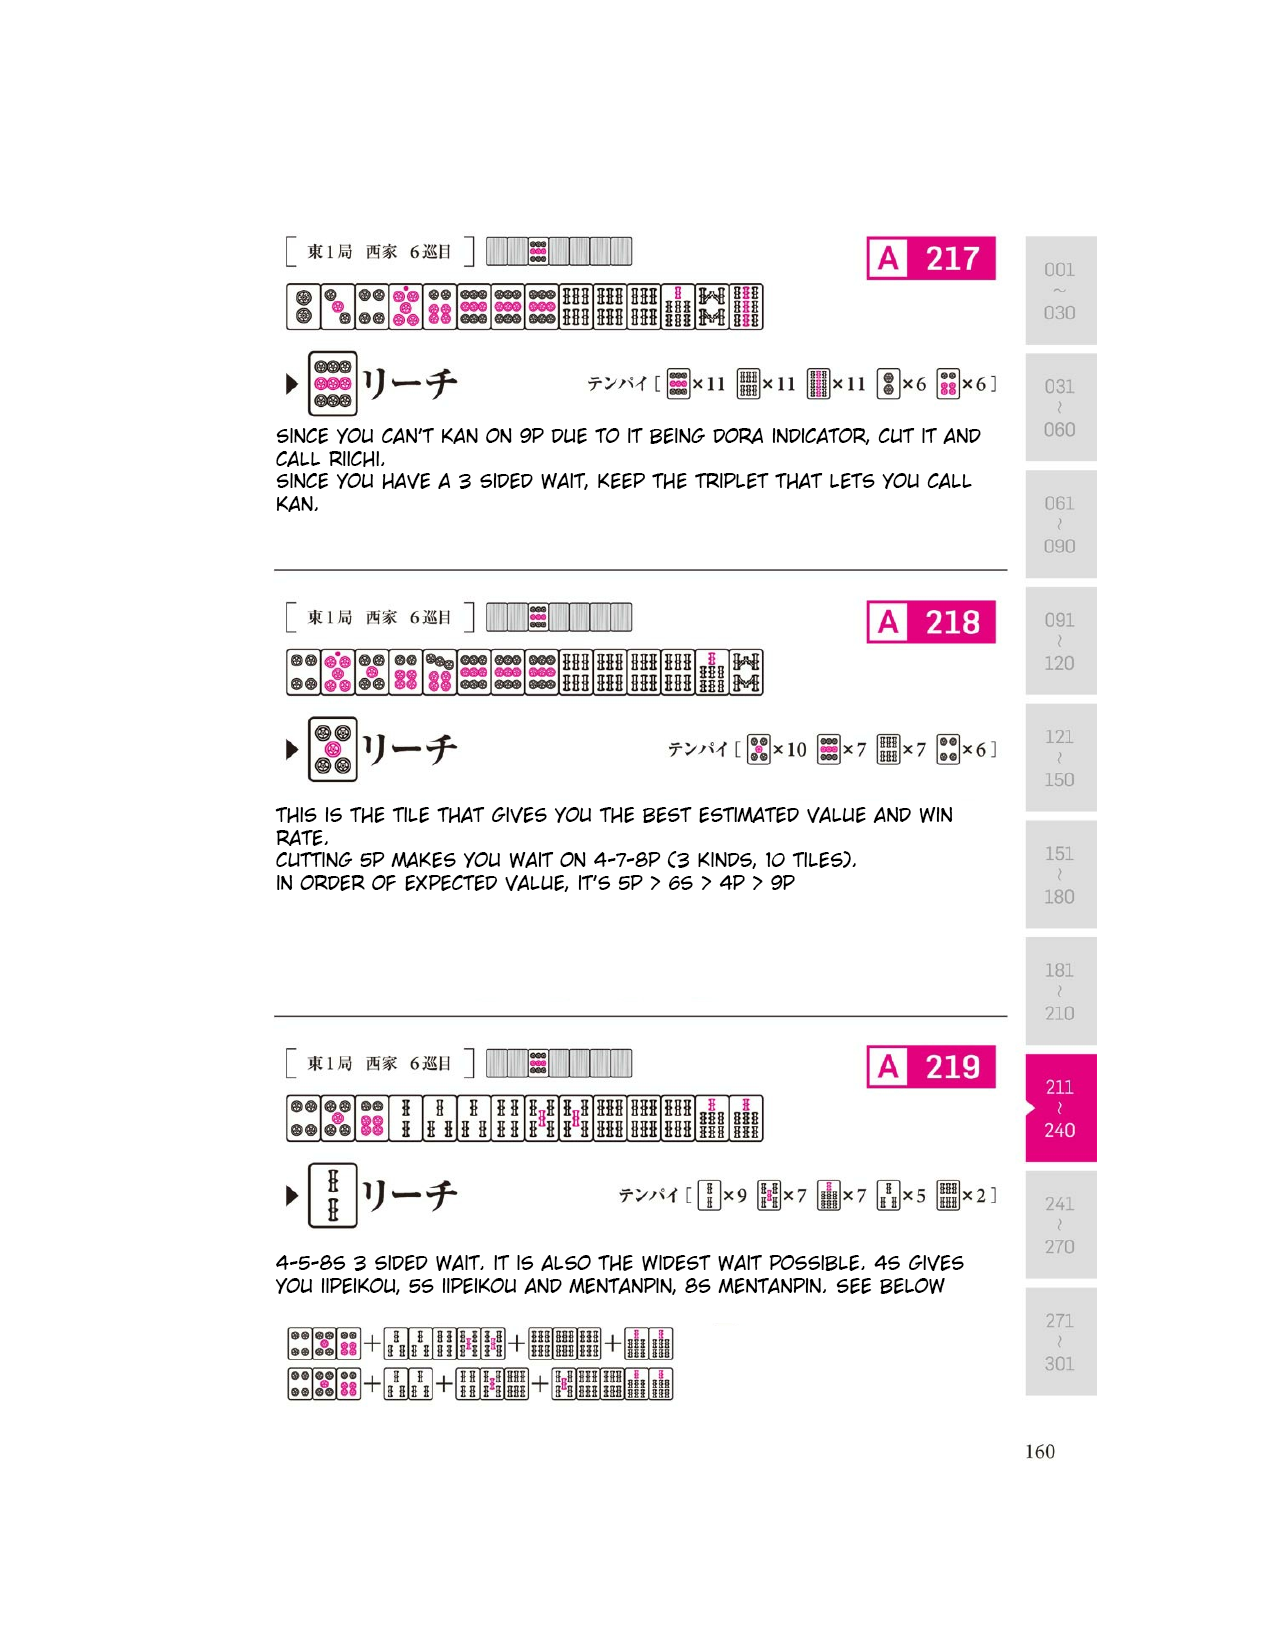 [ 東1局 西家 6巡目 ]
A 217
リーチ
テンパイ [ ×11 ×11 ×11 ×6 ×6 ]
SINCE YOU CAN'T KAN ON 9P DUE TO IT BEING DORA INDICATOR, CUT IT AND
CALL RIICHI.
SINCE YOU HAVE A 3 SIDED WAIT, KEEP THE TRIPLET THAT LETS YOU CALL
KAN.
[ 東1局 西家 6巡目 ]
A 218
リーチ
テンパイ [ ×10 ×7 ×7 ×6 ]
THIS IS THE TILE THAT GIVES YOU THE BEST ESTIMATED VALUE AND WIN
RATE.
CUTTING 5P MAKES YOU WAIT ON 4-7-8P (3 KINDS, 10 TILES).
IN ORDER OF EXPECTED VALUE, IT'S 5P > 6S > 4P > 9P
[ 東1局 西家 6巡目 ]
A 219
リーチ
テンパイ [ ×9 ×7 ×7 ×5 ×2 ]
4-5-8S 3 SIDED WAIT. IT IS ALSO THE WIDEST WAIT POSSIBLE. 4S GIVES
YOU IIPEIKOU, 5S IIPEIKOU AND MENTANPIN, 8S MENTANPIN. SEE BELOW
+ + +
+ + +
001
~
030
031
~
060
061
~
090
091
~
120
121
~
150
151
~
180
181
~
210
211
~
240
241
~
270
271
~
301
160